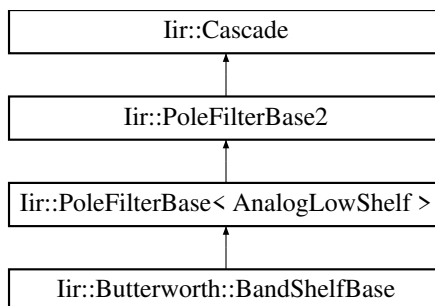 Iir::Cascade
Iir::PoleFilterBase2
Iir::PoleFilterBase< AnalogLowShelf >
Iir::Butterworth::BandShelfBase